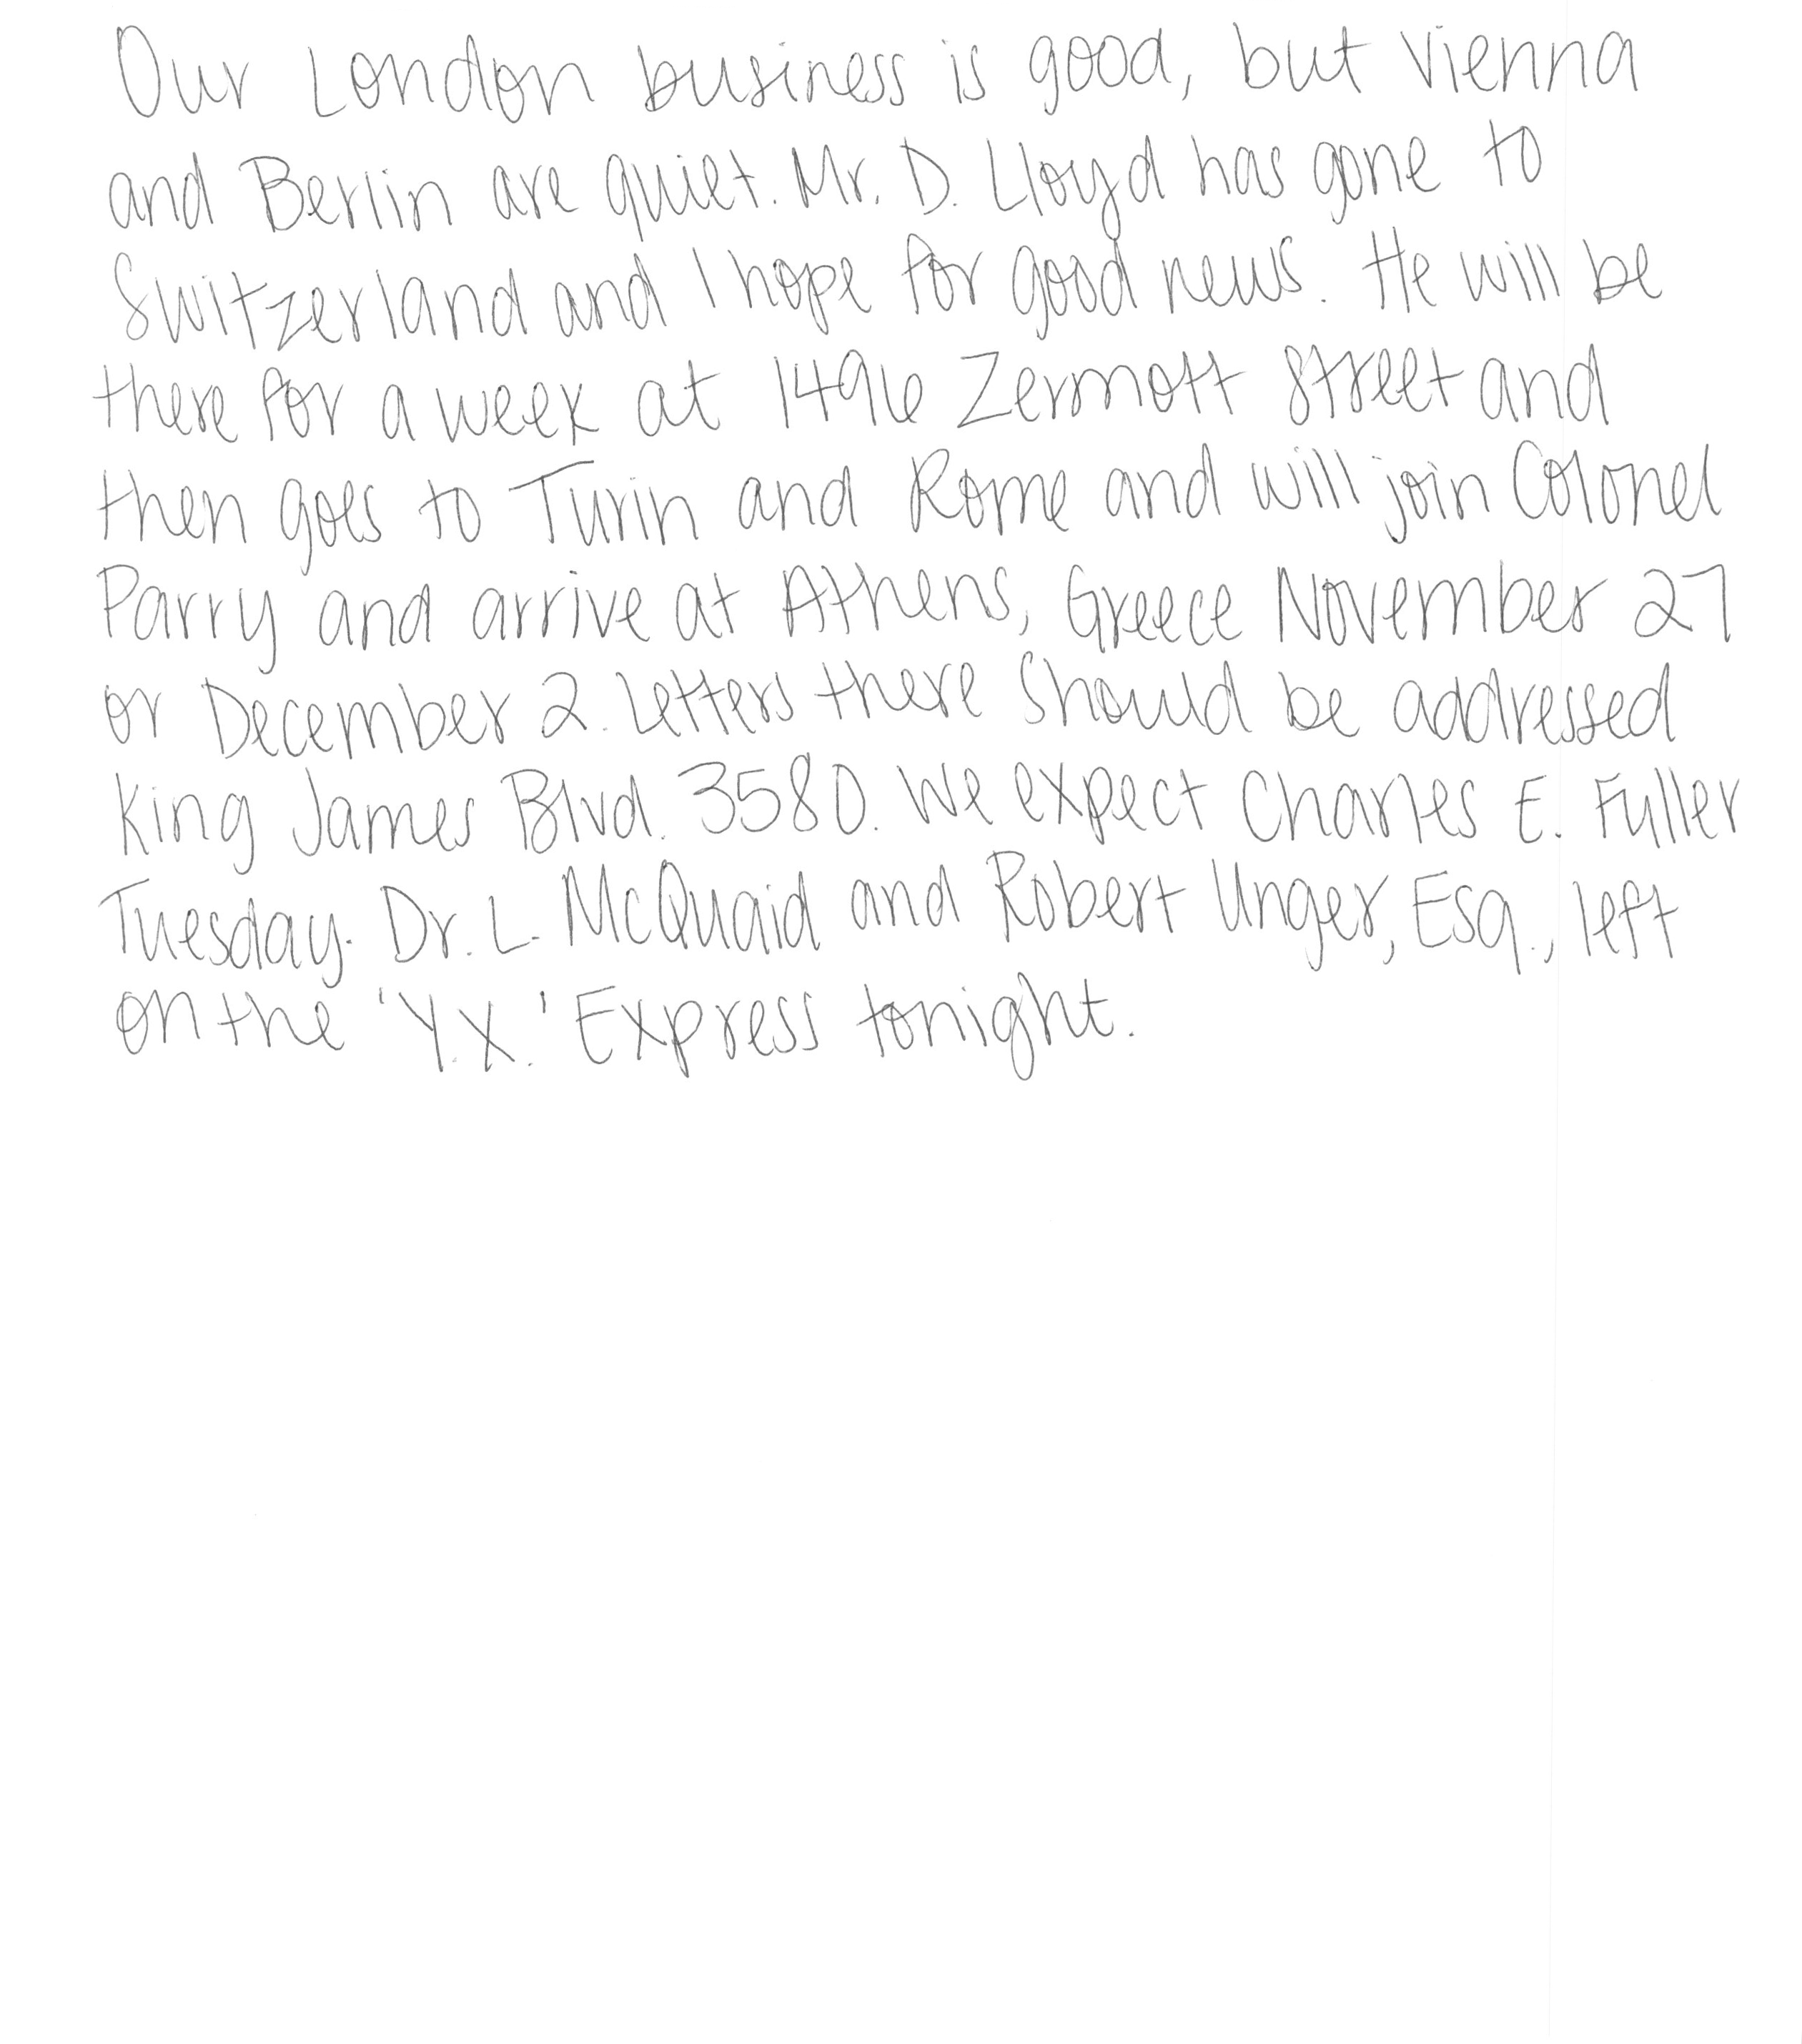 Our London business is good, but Vienna
and Berlin are quiet. Mr. D. Lloyd has gone to
Switzerland and I hope for good news. He will be
there for a week at 1496 Zermott Street and
then goes to Turin and Rome and will join Colonel
Parry and arrive at Athens, Greece November 27
or December 2. Letters there should be addressed
King James Blvd. 3580. We expect Charles E. Fuller
Tuesday. Dr. L. McQuaid and Robert Unger, Esq., left
on the 'Y.X.' Express tonight.